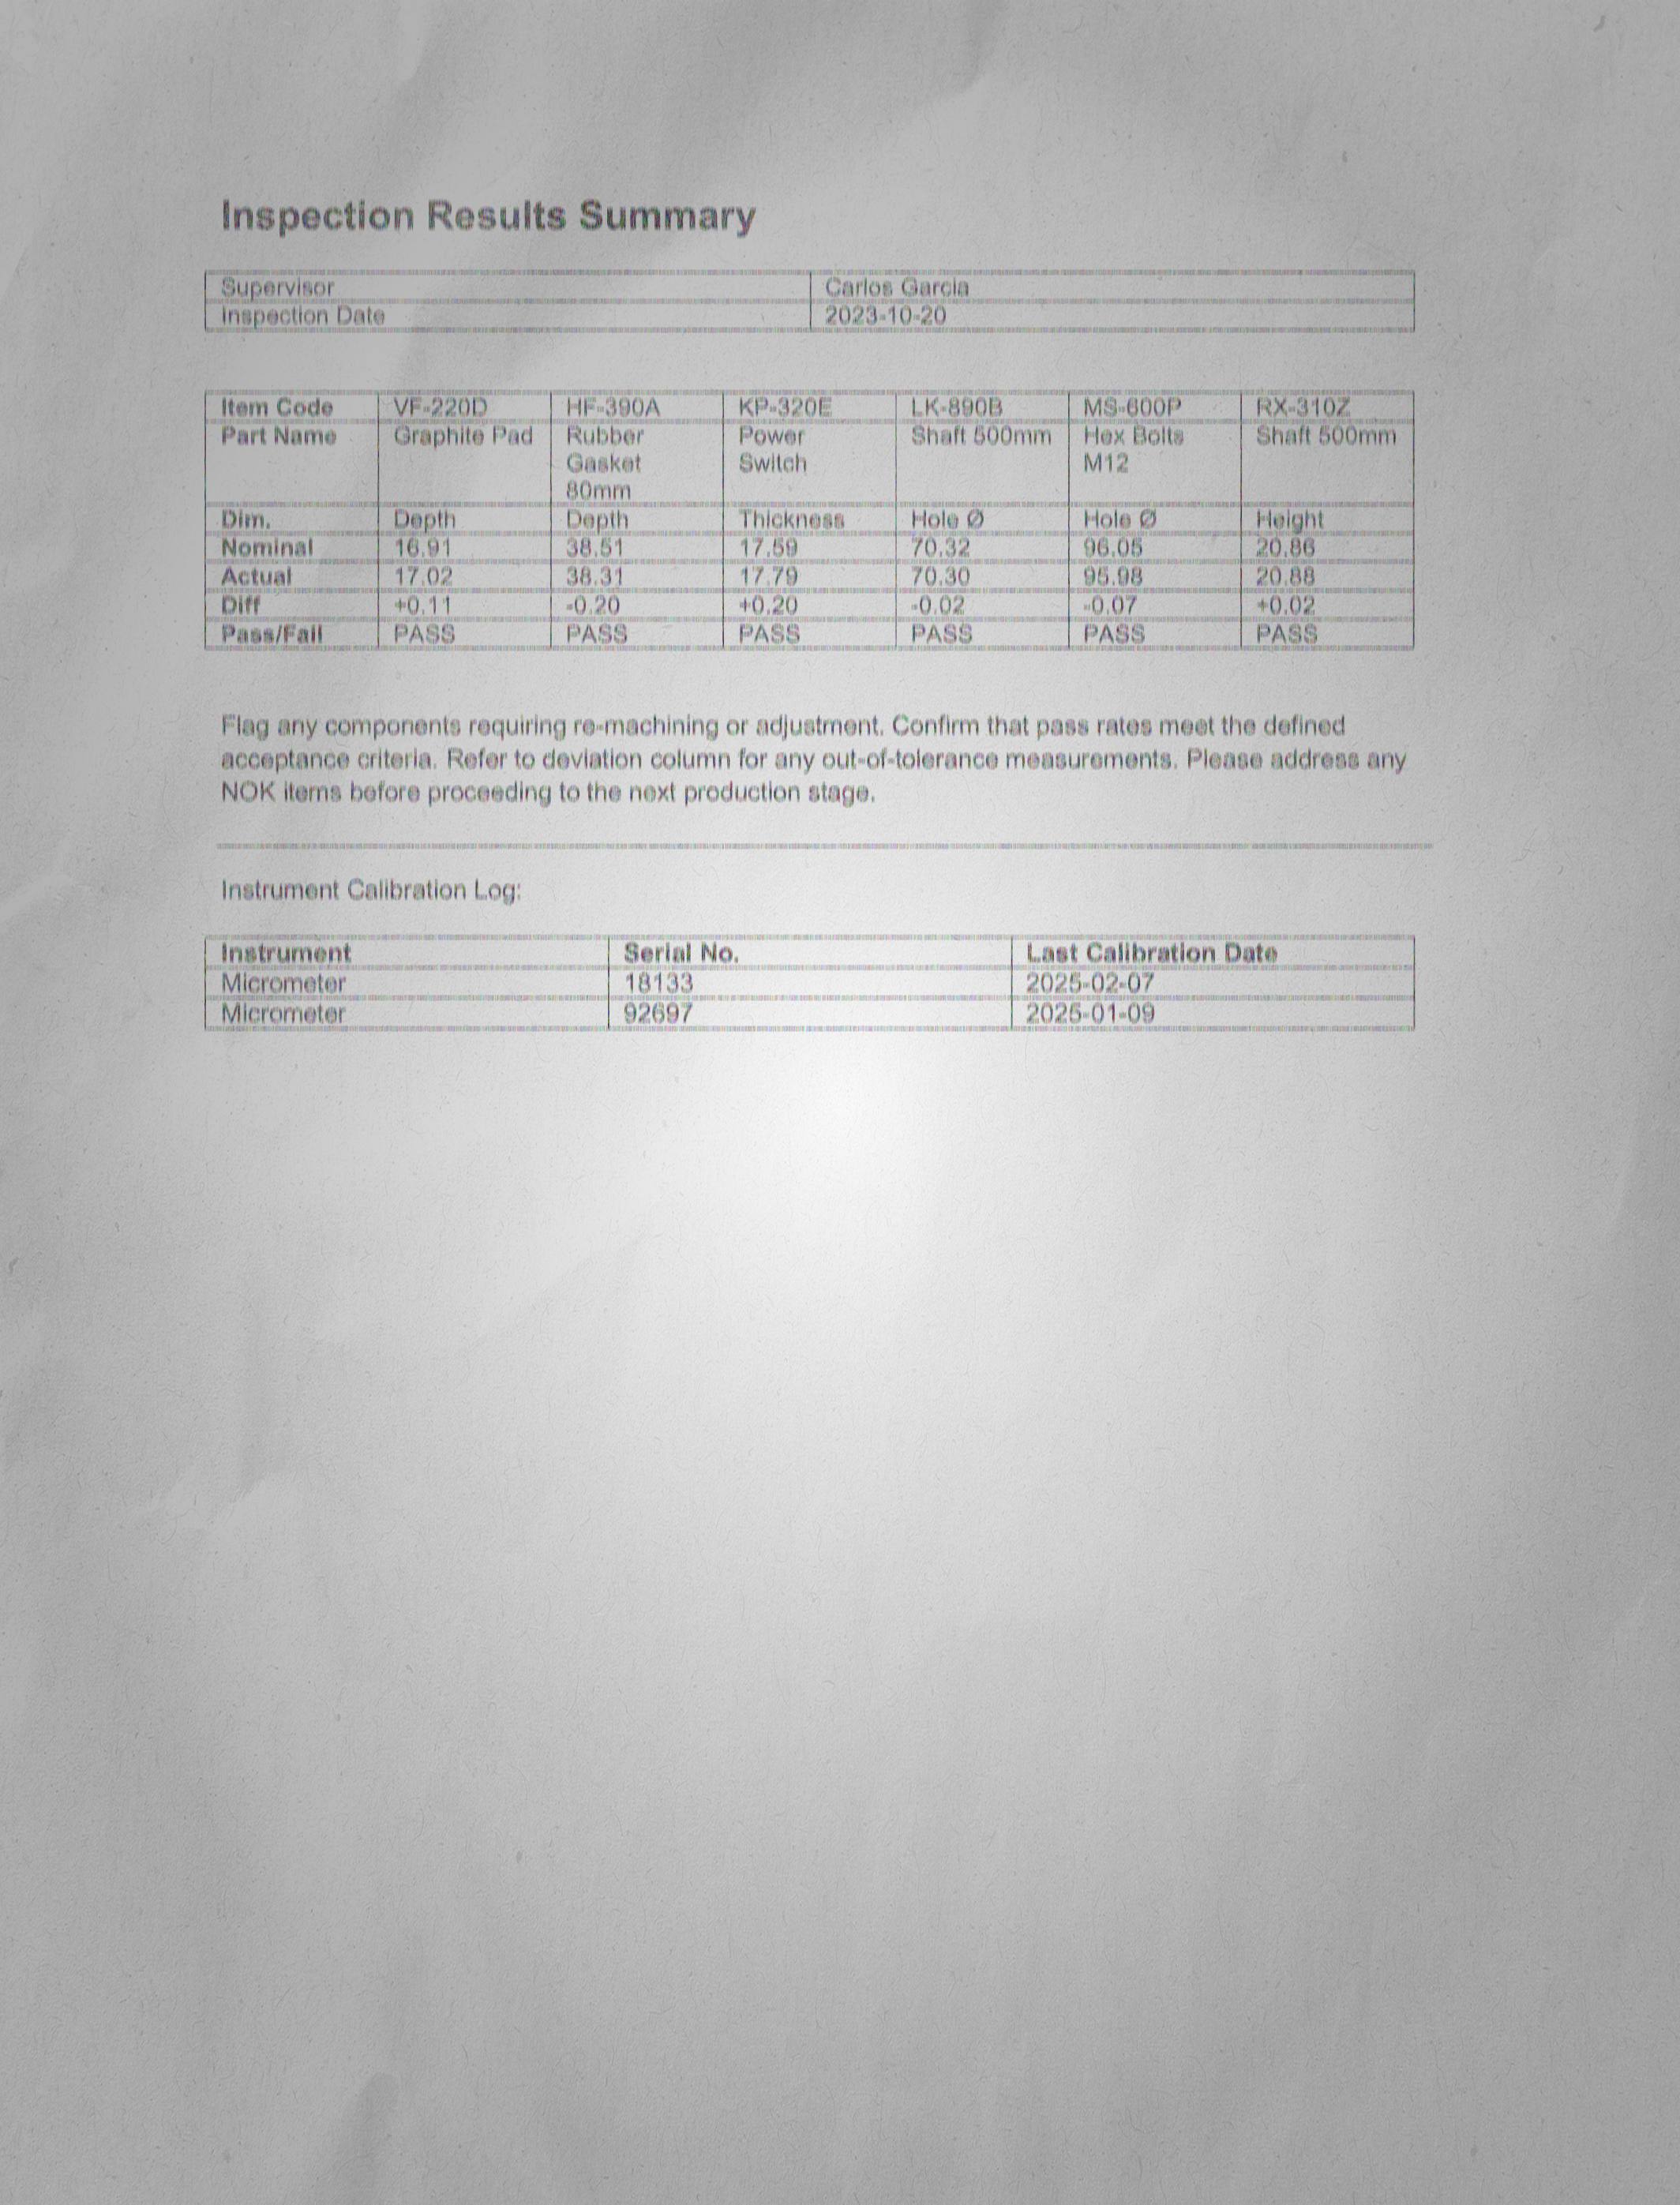 Inspection Results Summary
Supervisor Carlos Garcia
Inspection Date 2023-10-20
Item Code VF-220D HF-390A KP-320E LK-890B MS-600P RX-310Z
Part Name Graphite Pad Rubber Power Shaft 500mm Hex Bolts Shaft 500mm
Gasket Switch M12
80mm
Dim. Depth Depth Thickness Hole Ø Hole Ø Height
Nominal 16.91 38.51 17.59 70.32 96.05 20.86
Actual 17.02 38.31 17.79 70.30 95.98 20.88
Diff +0.11 -0.20 +0.20 -0.02 -0.07 +0.02
Pass/Fail PASS PASS PASS PASS PASS PASS
Flag any components requiring re-machining or adjustment. Confirm that pass rates meet the defined
acceptance criteria. Refer to deviation column for any out-of-tolerance measurements. Please address any
NOK items before proceeding to the next production stage.
Instrument Calibration Log:
Instrument Serial No. Last Calibration Date
Micrometer 18133 2025-02-07
Micrometer 92697 2025-01-09